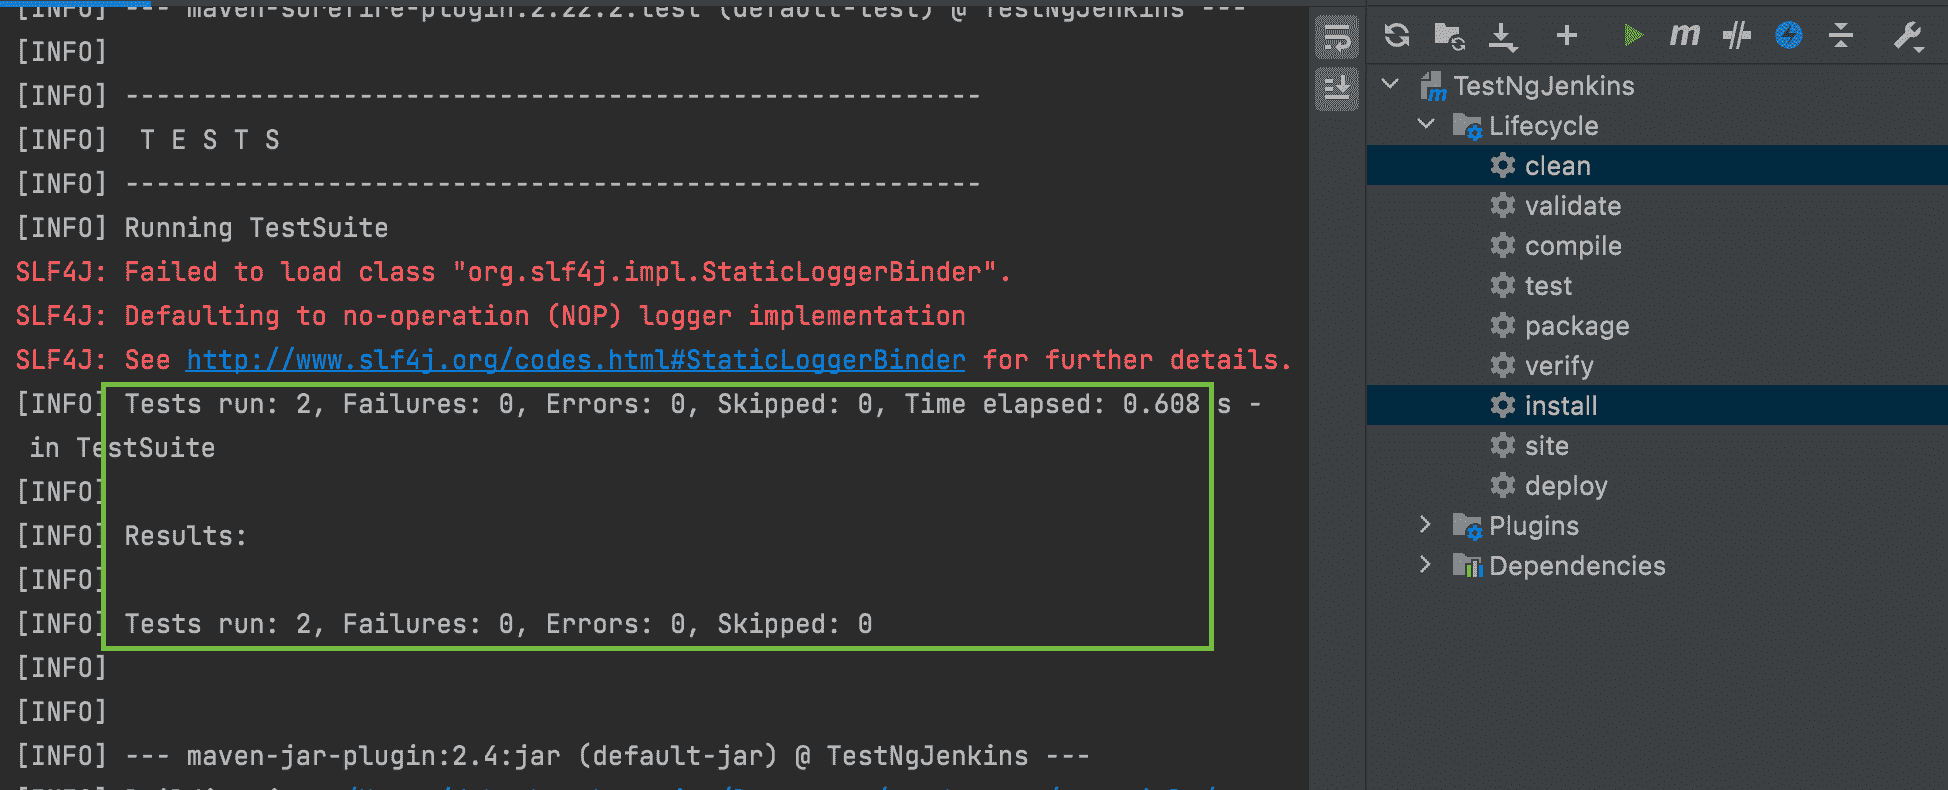 [INFO] --- maven-surefire-plugin:2.22.2:test (default-test) @ TestNgJenkins ---
[INFO]
[INFO] -------------------------------------------------------
[INFO]  T E S T S
[INFO] -------------------------------------------------------
[INFO] Running TestSuite
SLF4J: Failed to load class "org.slf4j.impl.StaticLoggerBinder".
SLF4J: Defaulting to no-operation (NOP) logger implementation
SLF4J: See http://www.slf4j.org/codes.html#StaticLoggerBinder for further details.
[INFO] Tests run: 2, Failures: 0, Errors: 0, Skipped: 0, Time elapsed: 0.608 s -
in TestSuite
[INFO]
[INFO] Results:
[INFO]
[INFO] Tests run: 2, Failures: 0, Errors: 0, Skipped: 0
[INFO]
[INFO]
[INFO] --- maven-jar-plugin:2.4:jar (default-jar) @ TestNgJenkins ---
m
TestNgJenkins
Lifecycle
clean
validate
compile
test
package
verify
install
site
deploy
Plugins
Dependencies